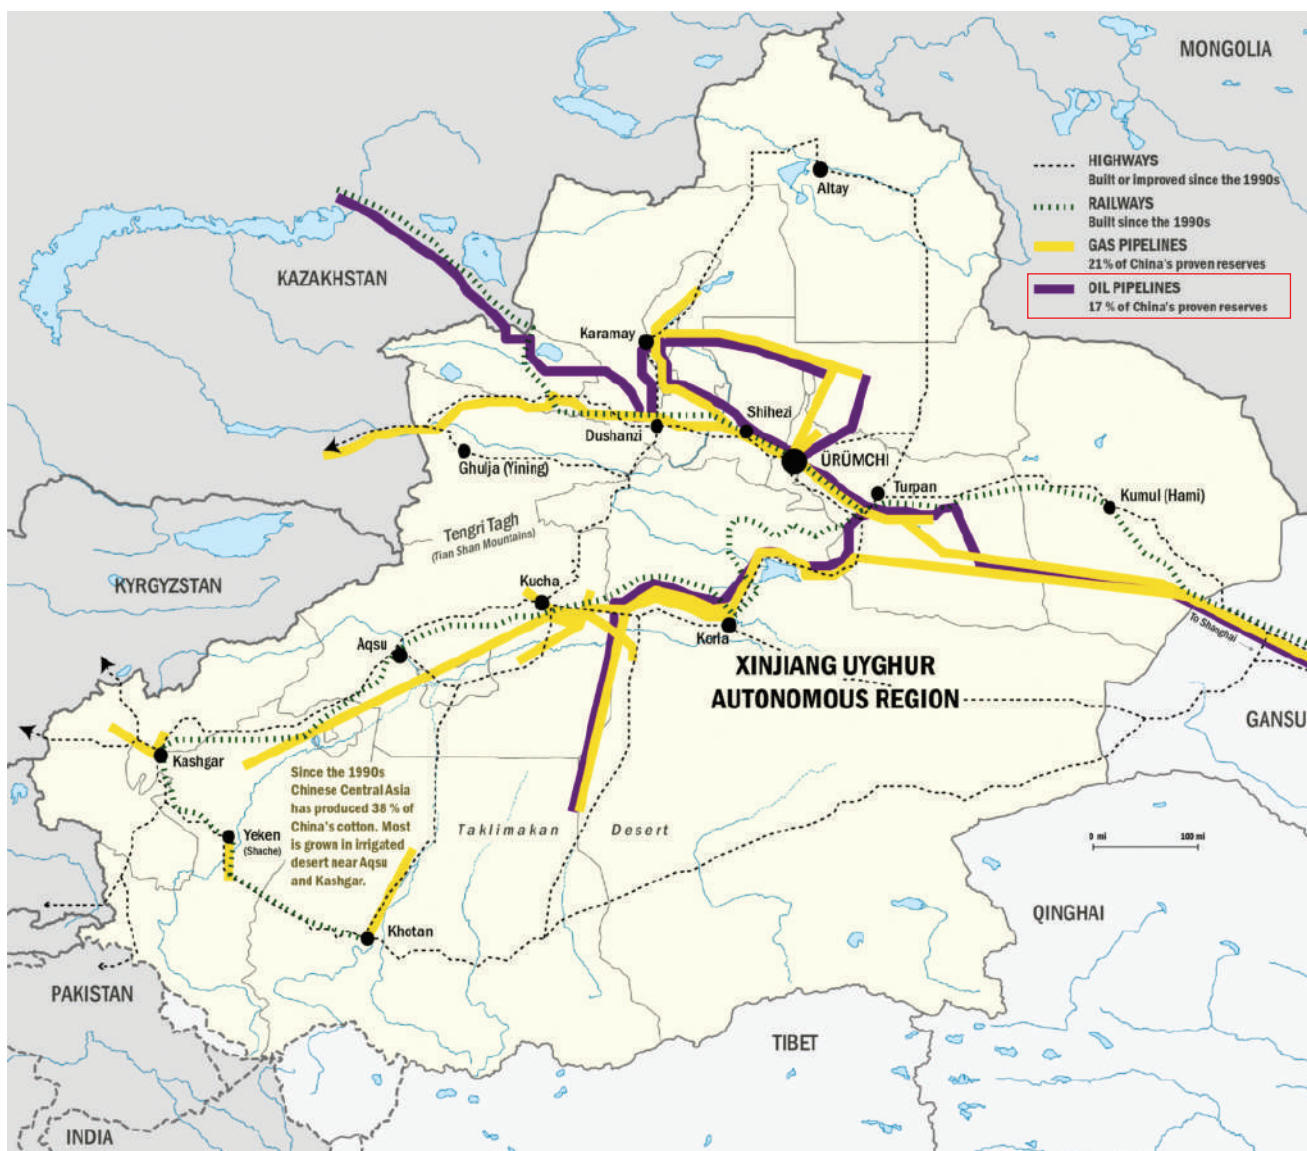 MONGOLIA
HIGHWAYS
Built or improved since the 1990s
RAILWAYS
Built since the 1990s
GAS PIPELINES
21% of China's proven reserves
OIL PIPELINES
17 % of China's proven reserves
Altay
KAZAKHSTAN
Karamay
Shihezi
Dushanzi
ÜRÜMCHI
Ghulja (Yining)
Turpan
Kumul (Hami)
Tengri Tagh
(Tian Shan Mountains)
KYRGYZSTAN
Kucha
Aqsu
Korla
To Shanghai
XINJIANG UYGHUR
AUTONOMOUS REGION
GANSU
Kashgar
Since the 1990s
Chinese Central Asia
has produced 38 % of
China's cotton. Most
is grown in irrigated
desert near Aqsu
and Kashgar.
Yeken
(Shache)
Taklimakan Desert
0 mi 100 mi
Khotan
QINGHAI
PAKISTAN
TIBET
INDIA